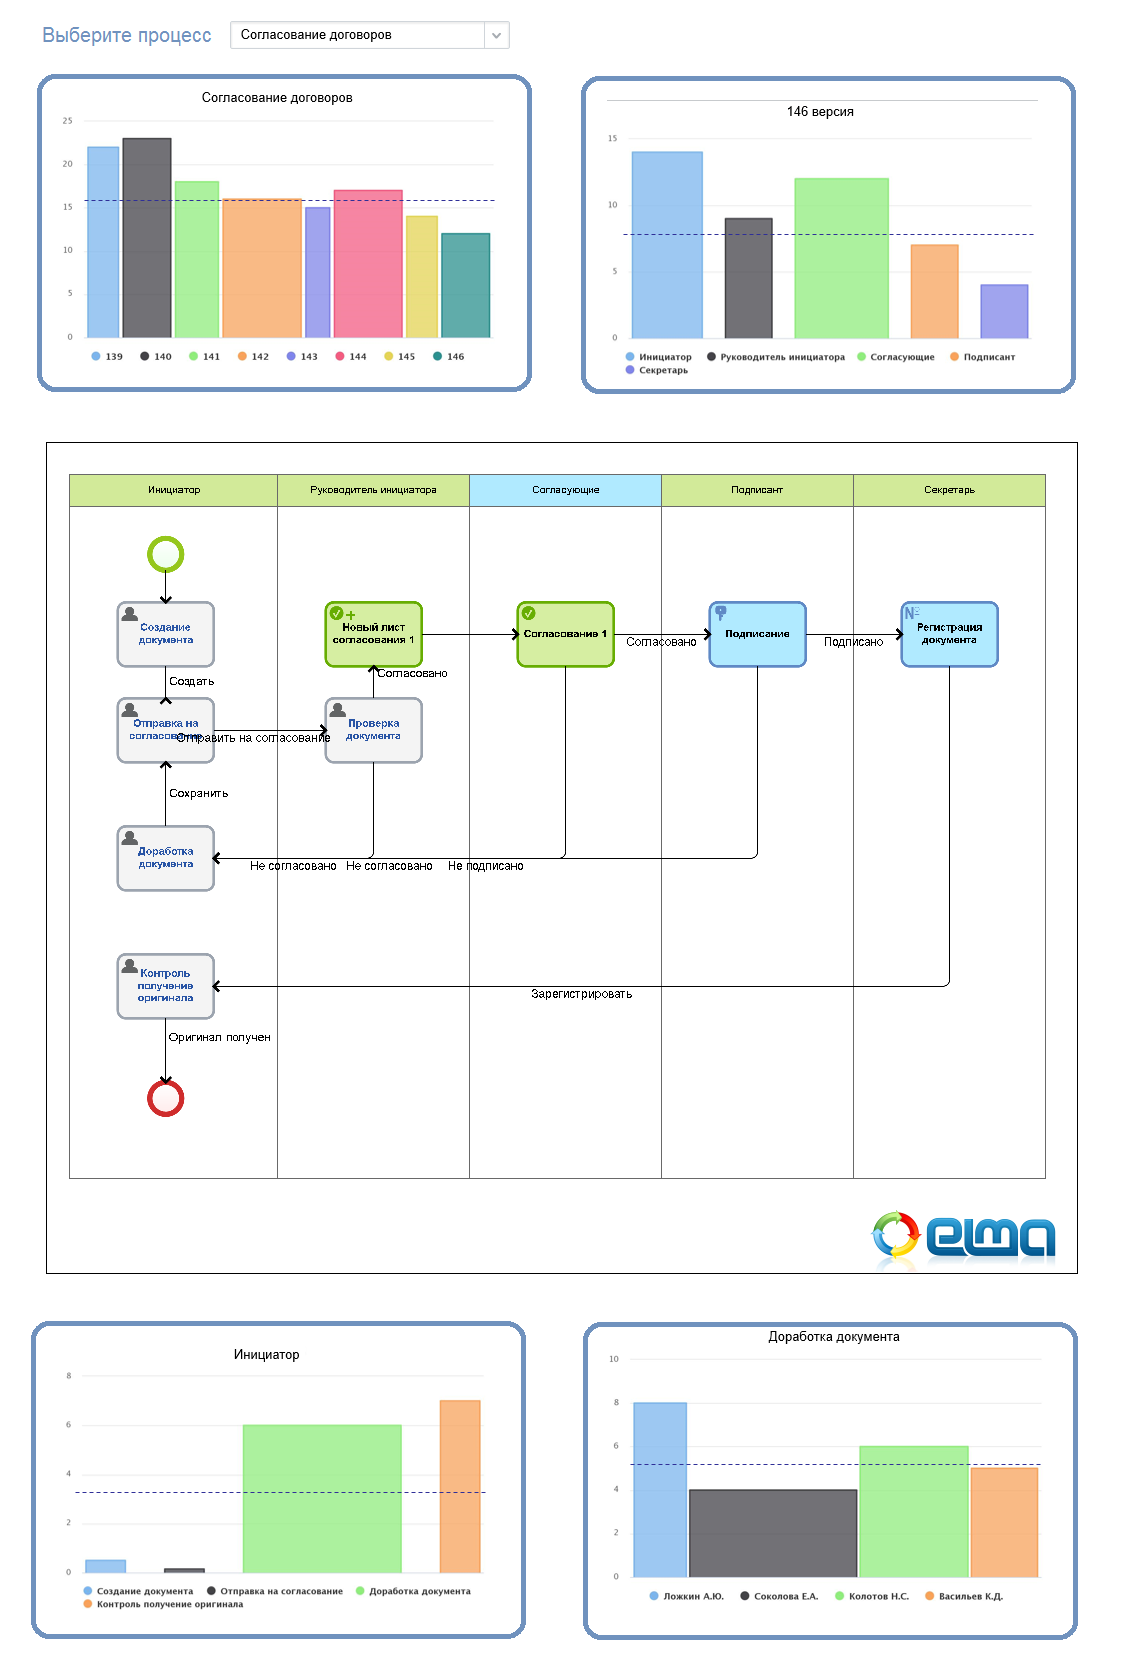 Выберите процесс
Согласование договоров
Согласование договоров
25
20
15
10
5
0
139 140 141 142 143 144 145 146
146 версия
15
10
5
0
Инициатор Руководитель инициатора Согласующие Подписант
Секретарь
Инициатор Руководитель инициатора Согласующие Подписант Секретарь
Создание
документа
Новый лист
согласования 1
Согласование 1
Согласовано
Подписание
Подписано
№
Регистрация
документа
Создать
Согласовано
Отправка на
согласование
Отправить на согласование
Проверка
документа
Сохранить
Доработка
документа
Не согласовано Не согласовано Не подписано
Контроль
получение
оригинала
Зарегистрировать
Оригинал получен
elma
Инициатор
8
6
4
2
0
Создание документа Отправка на согласование Доработка документа
Контроль получение оригинала
Доработка документа
10
8
6
4
2
0
Ложкин А.Ю. Соколова Е.А. Колотов Н.С. Васильев К.Д.